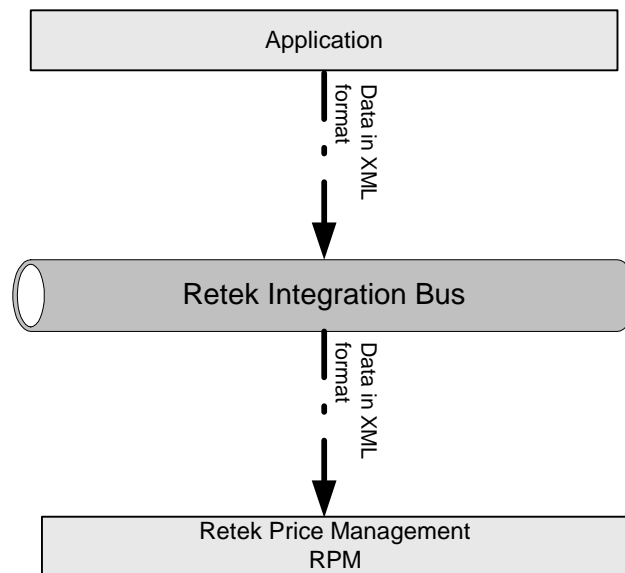 Application
Data in XML
format
Retek Integration Bus
Data in XML
format
Retek Price Management
RPM